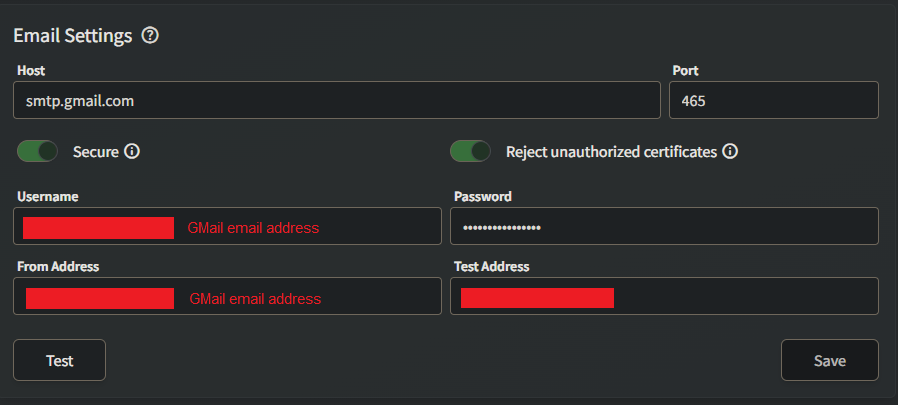 Email Settings ?
Host
Port
smtp.gmail.com
465
Secure
Reject unauthorized certificates
Username
Password
GMail email address
••••••••••••••••
From Address
Test Address
GMail email address
Test
Save